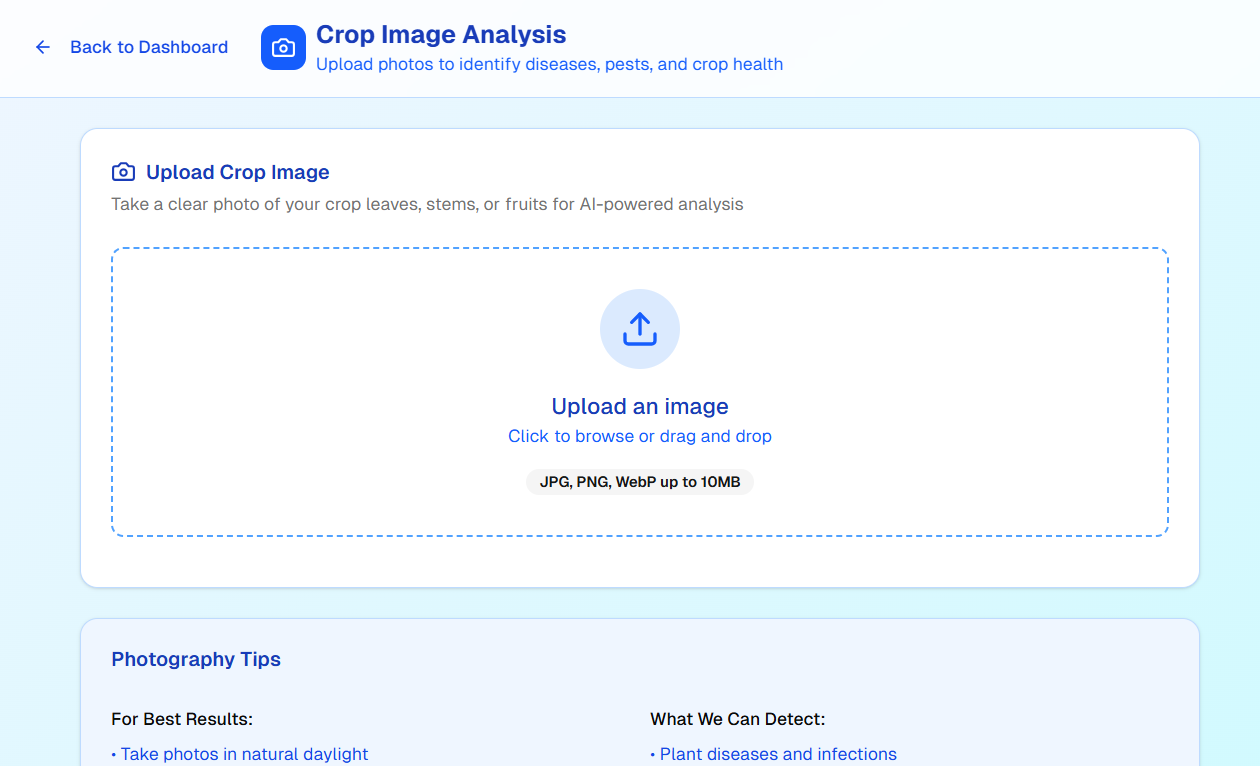 Back to Dashboard
Crop Image Analysis
Upload photos to identify diseases, pests, and crop health
Upload Crop Image
Take a clear photo of your crop leaves, stems, or fruits for AI-powered analysis
Upload an image
Click to browse or drag and drop
JPG, PNG, WebP up to 10MB
Photography Tips
For Best Results:
• Take photos in natural daylight
What We Can Detect:
• Plant diseases and infections